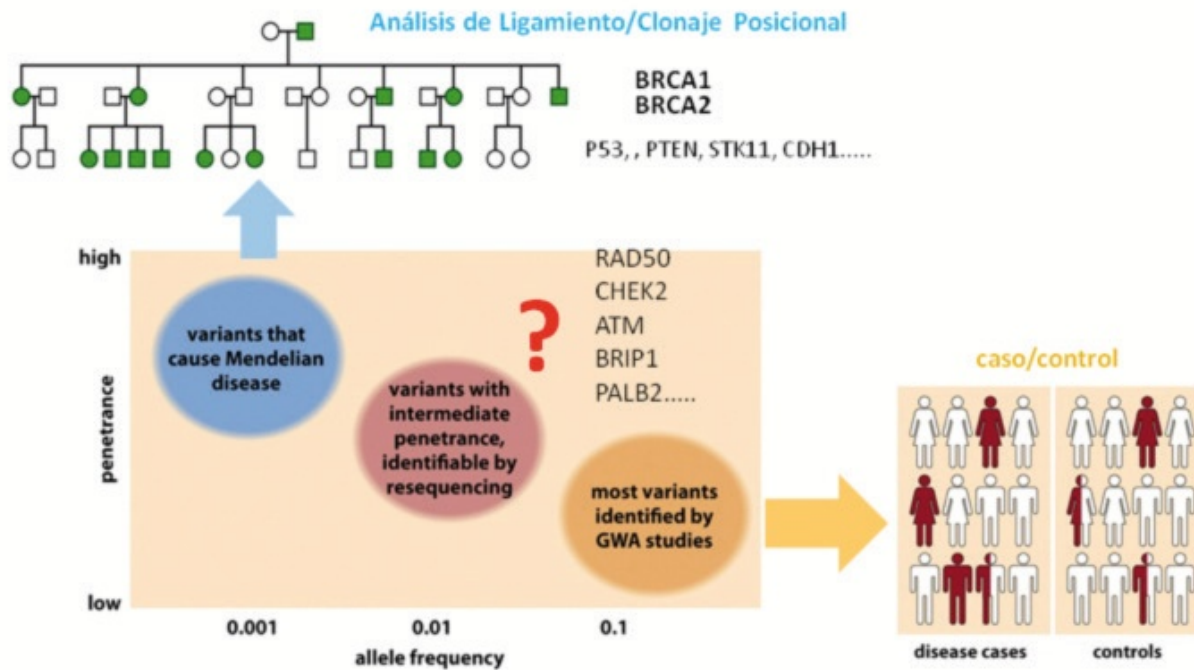 Análisis de Ligamiento/Clonaje Posicional
BRCA1
BRCA2
P53, , PTEN, STK11, CDH1.....
high
penetrance
low
variants that
cause Mendelian
disease
variants with
intermediate
penetrance,
identifiable by
resequencing
?
RAD50
CHEK2
ATM
BRIP1
PALB2.....
most variants
identified by
GWA studies
0.001
0.01
0.1
allele frequency
caso/control
disease cases
controls